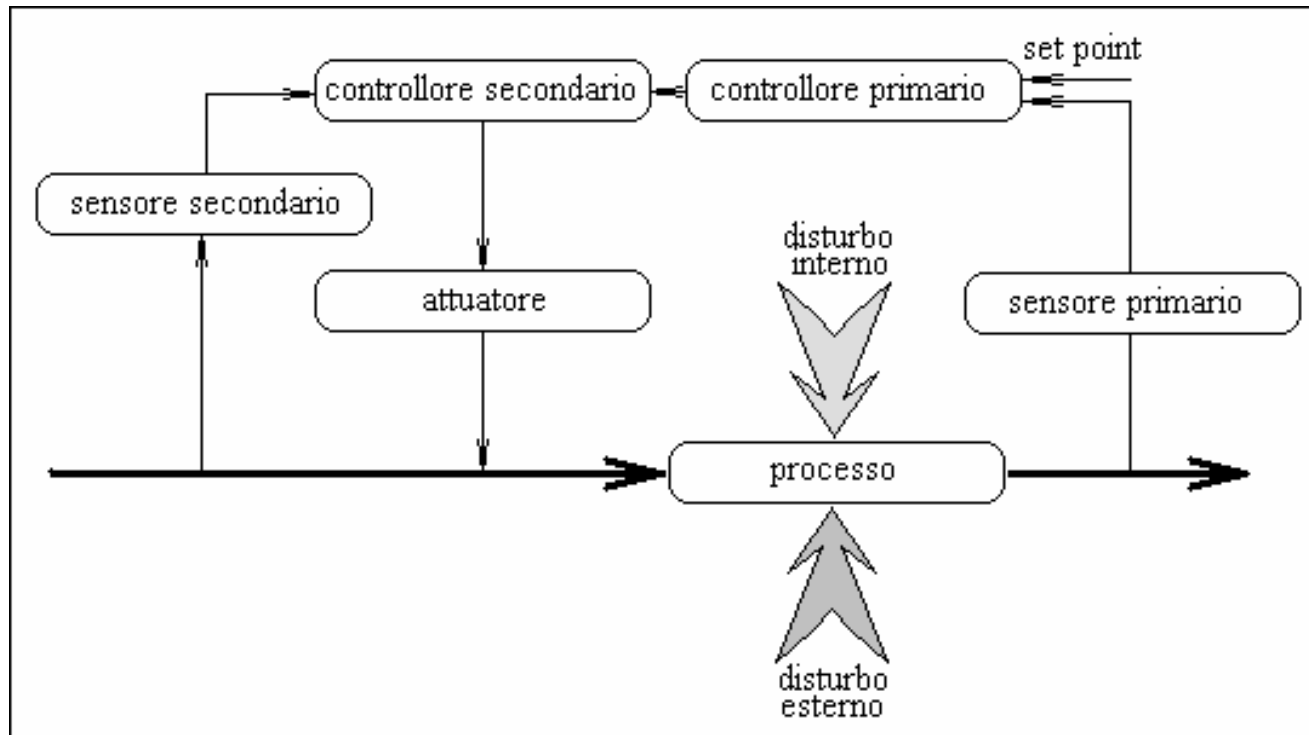 set point
controllore secondario
controllore primario
sensore secondario
disturbo
interno
attuatore
sensore primario
processo
disturbo
esterno